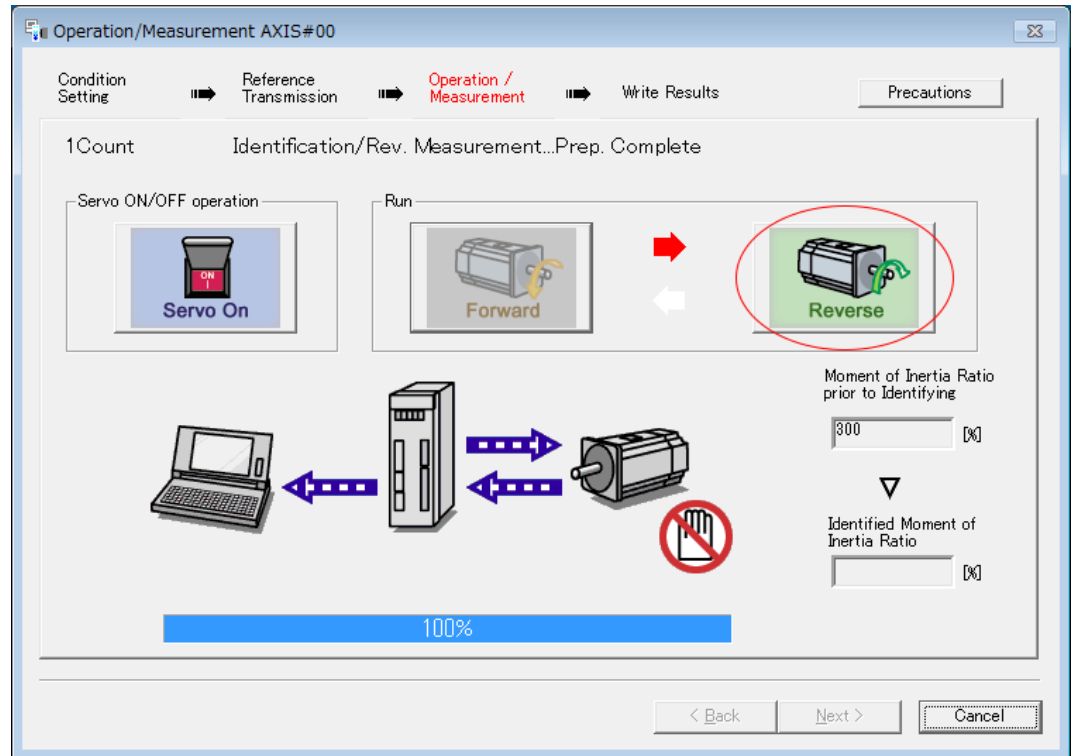 Operation/Measurement AXIS#00
Condition
Setting
Reference
Transmission
Operation /
Measurement
Write Results
Precautions
1Count
Identification/Rev. Measurement...Prep. Complete
Servo ON/OFF operation
Run
ON
I
Servo On
Forward
Reverse
Moment of Inertia Ratio
prior to Identifying
300
[%]
Identified Moment of
Inertia Ratio
[%]
100%
< Back
Next >
Cancel